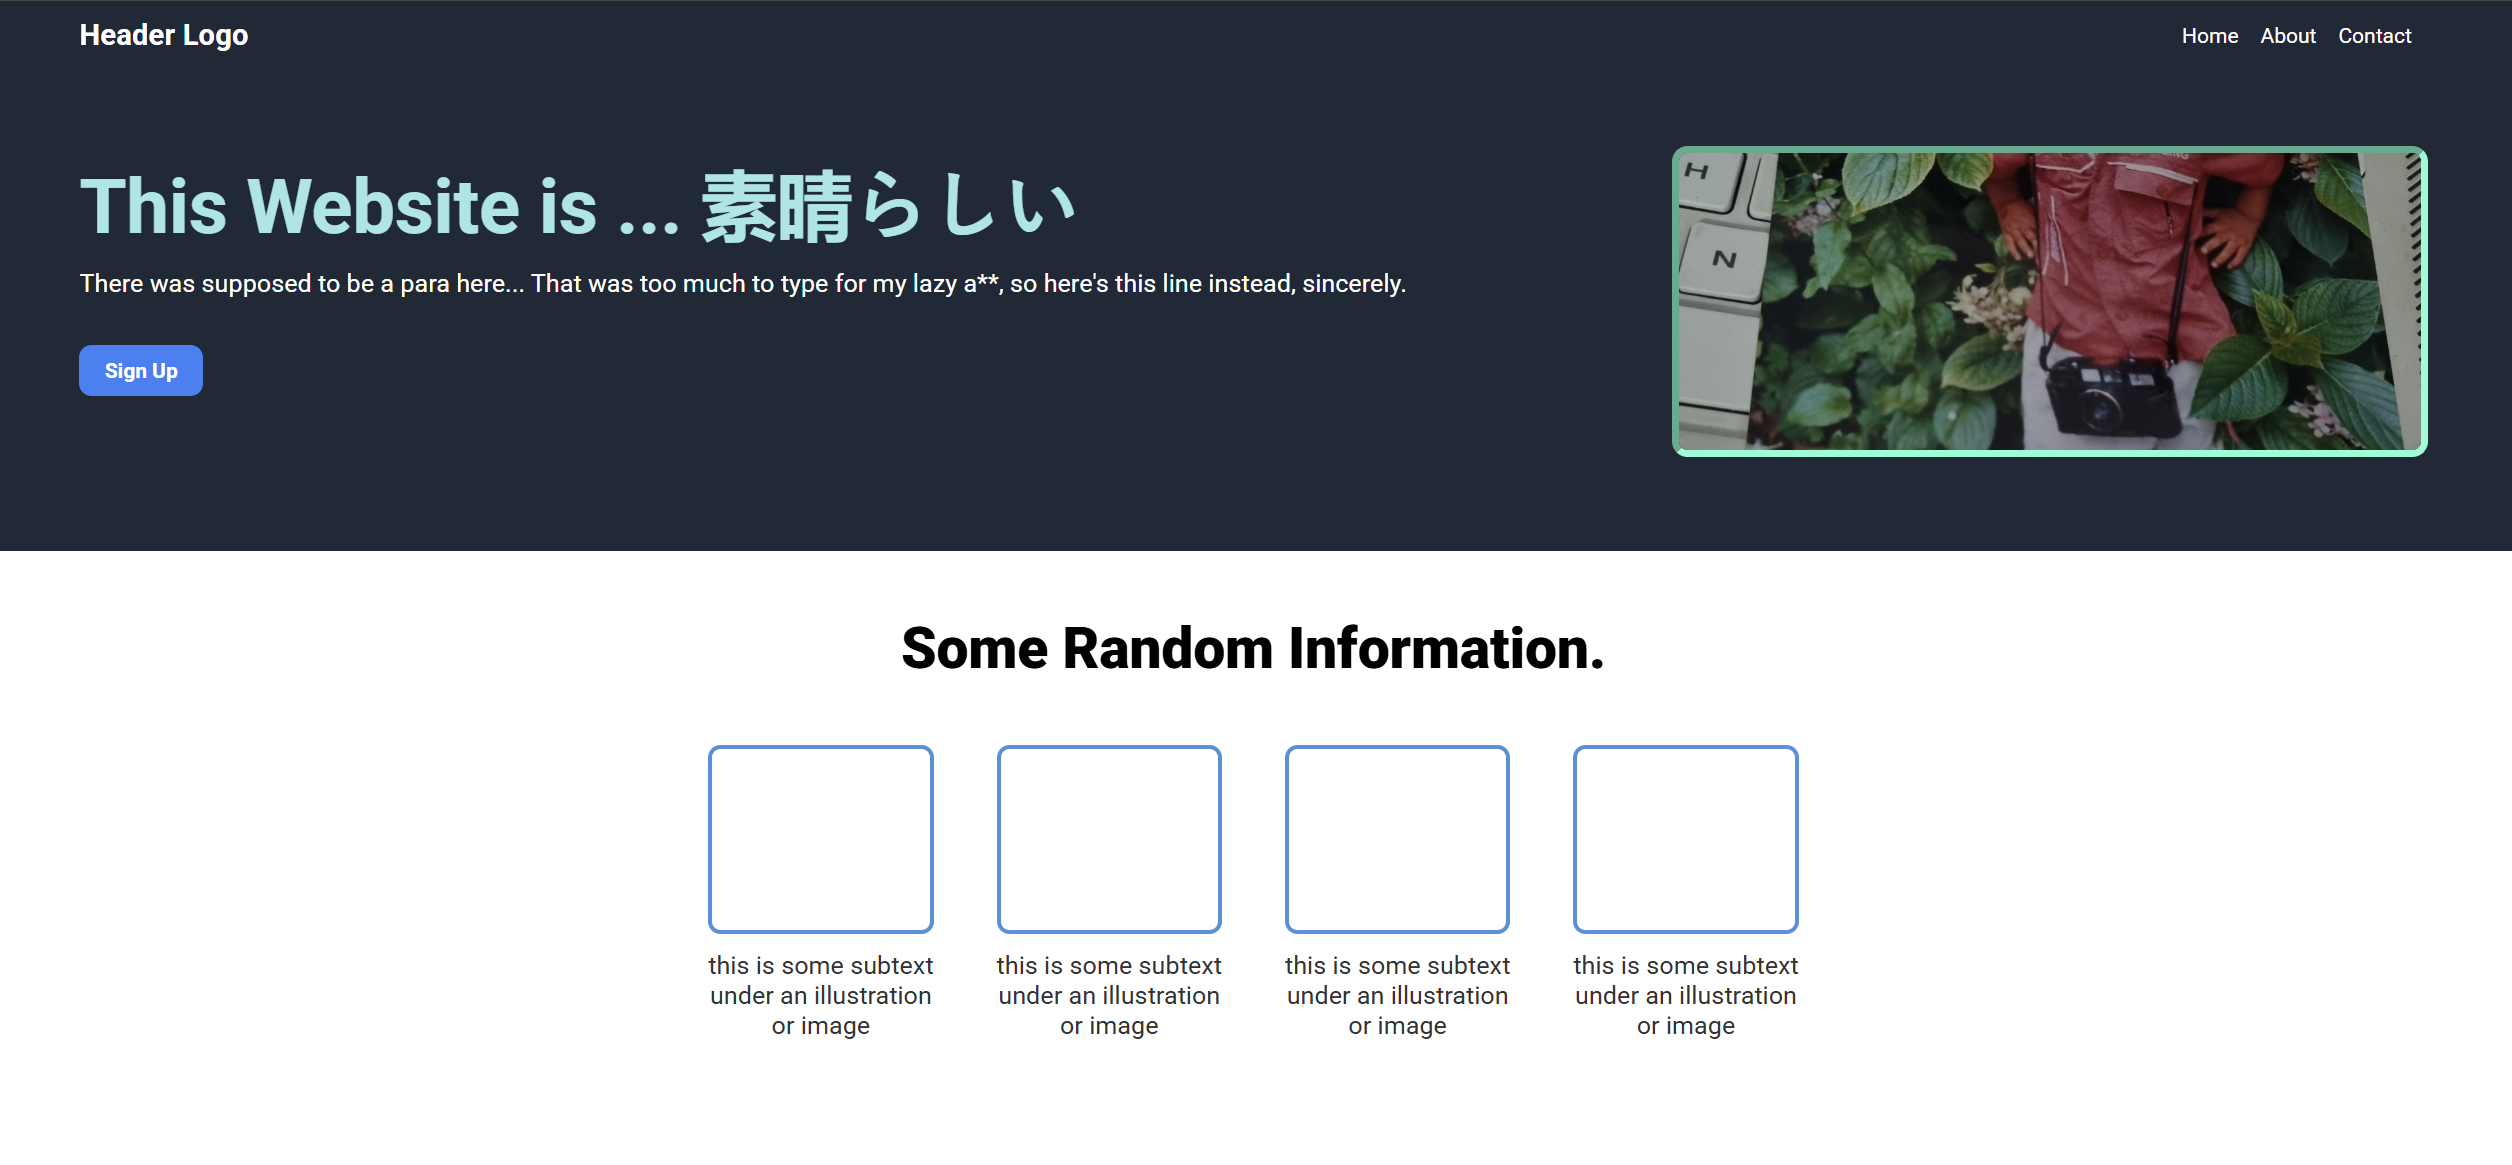 Header Logo
Home About Contact
This Website is ... 素晴らしい
There was supposed to be a para here... That was too much to type for my lazy a**, so here's this line instead, sincerely.
Sign Up
H
N
Some Random Information.
this is some subtext
under an illustration
or image
this is some subtext
under an illustration
or image
this is some subtext
under an illustration
or image
this is some subtext
under an illustration
or image